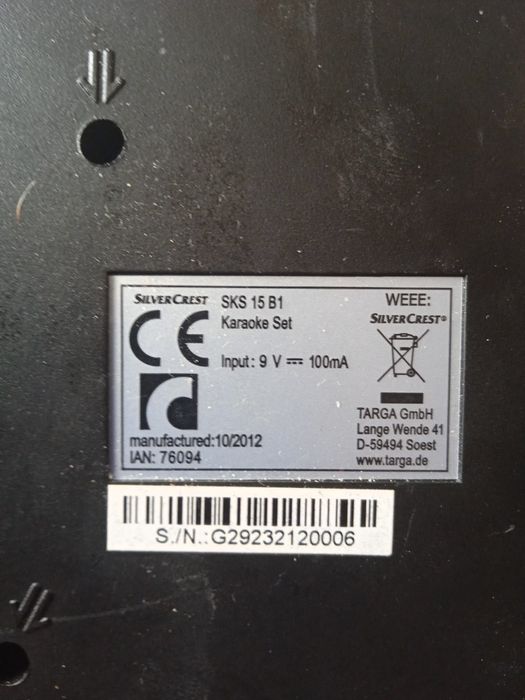 SILVERCREST SKS 15 B1
Karaoke Set
CE
Input: 9 V ⎓ 100mA
manufactured:10/2012
IAN: 76094
WEEE:
SILVERCREST®
TARGA GmbH
Lange Wende 41
D-59494 Soest
www.targa.de
S./N.:G29232120006